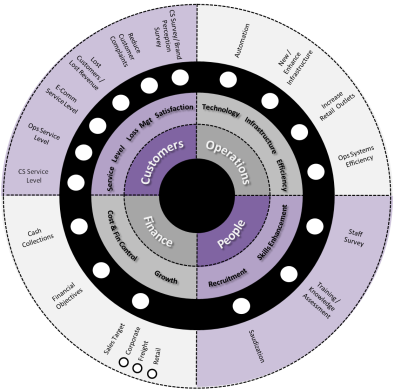 CS Survey/ Brand
Perception
Survey
Reduce
Customer
Complaints
Lost
Customers /
Lost Revenue
E-Comm
Service Level
Ops Service
Level
CS Service
Level
Automation
New /
Enhance
Infrastructure
Increase
Retail Outlets
Ops Systems
Efficiency
Service Level
Loss Mgt
Satisfaction
Technology
Infrastructure
Efficiency
Customers
Operations
Finance
People
Cost & Fin Control
Growth
Recruitment
Skills Enhancement
Cash
Collections
Financial
Objectives
Sales Target
Corporate
Freight
Retail
Staff
Survey
Training /
Knowledge
Assessment
Saudization